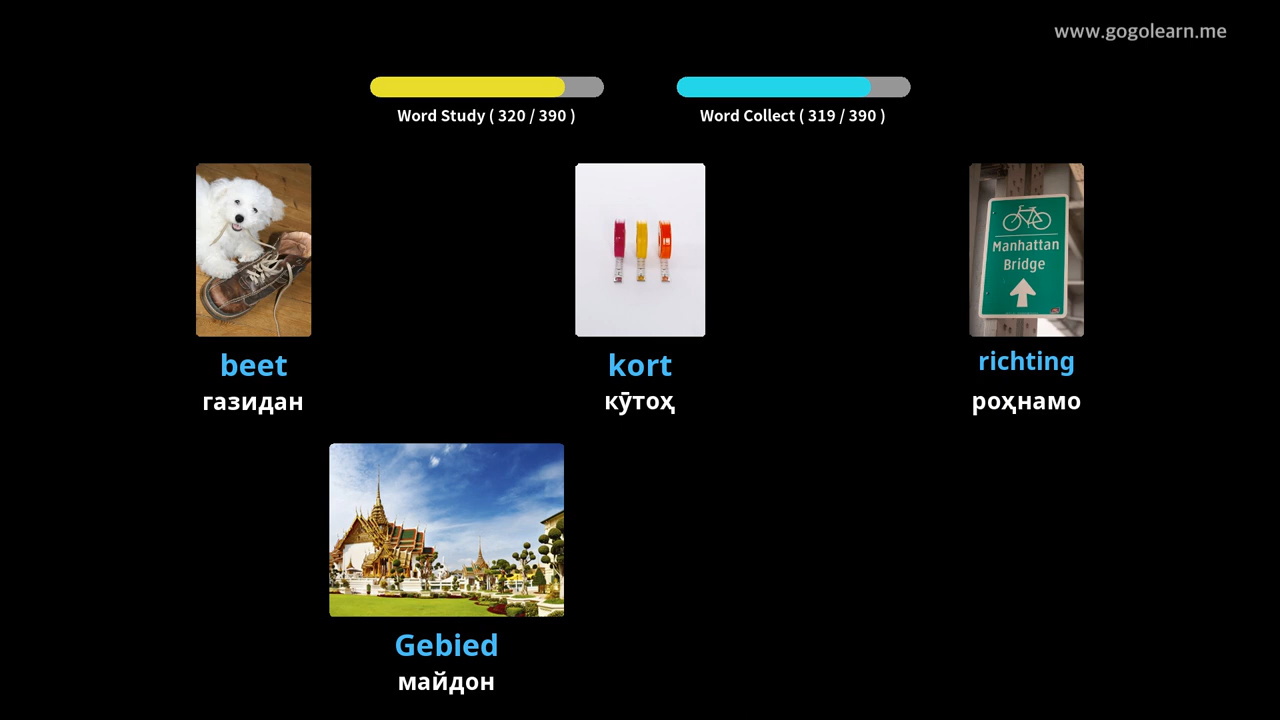 www.gogolearn.me
Word Study ( 320 / 390 )
Word Collect ( 319 / 390 )
Manhattan
Bridge
beet
kort
richting
газидан
кӯтоҳ
роҳнамо
Gebied
майдон